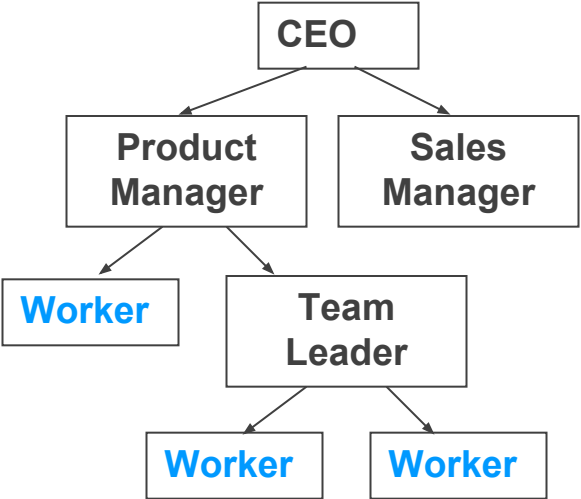 CEO
Product
Manager
Sales
Manager
Worker
Team
Leader
Worker
Worker